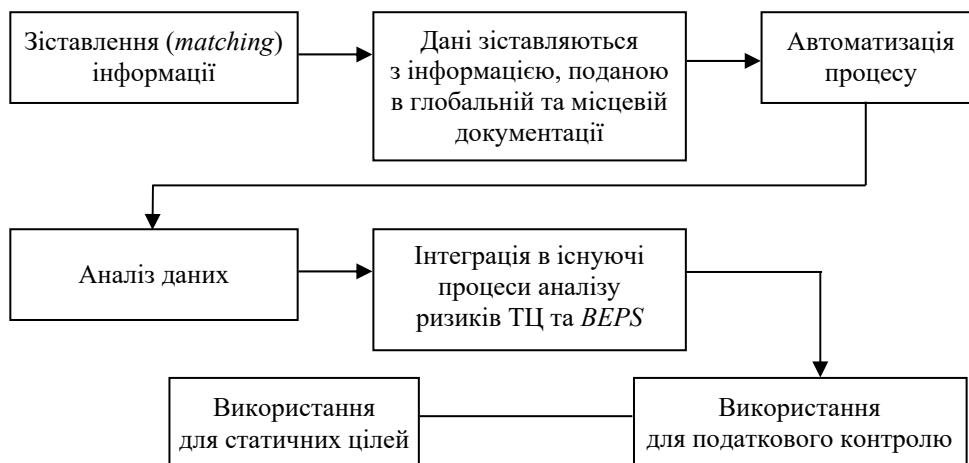 Зіставлення (matching)
інформації
Дані зіставляються
з інформацією, поданою
в глобальній та місцевій
документації
Автоматизація
процесу
Аналіз даних
Інтеграція в існуючі
процеси аналізу
ризиків ТЦ та BEPS
Використання
для статичних цілей
Використання
для податкового контролю